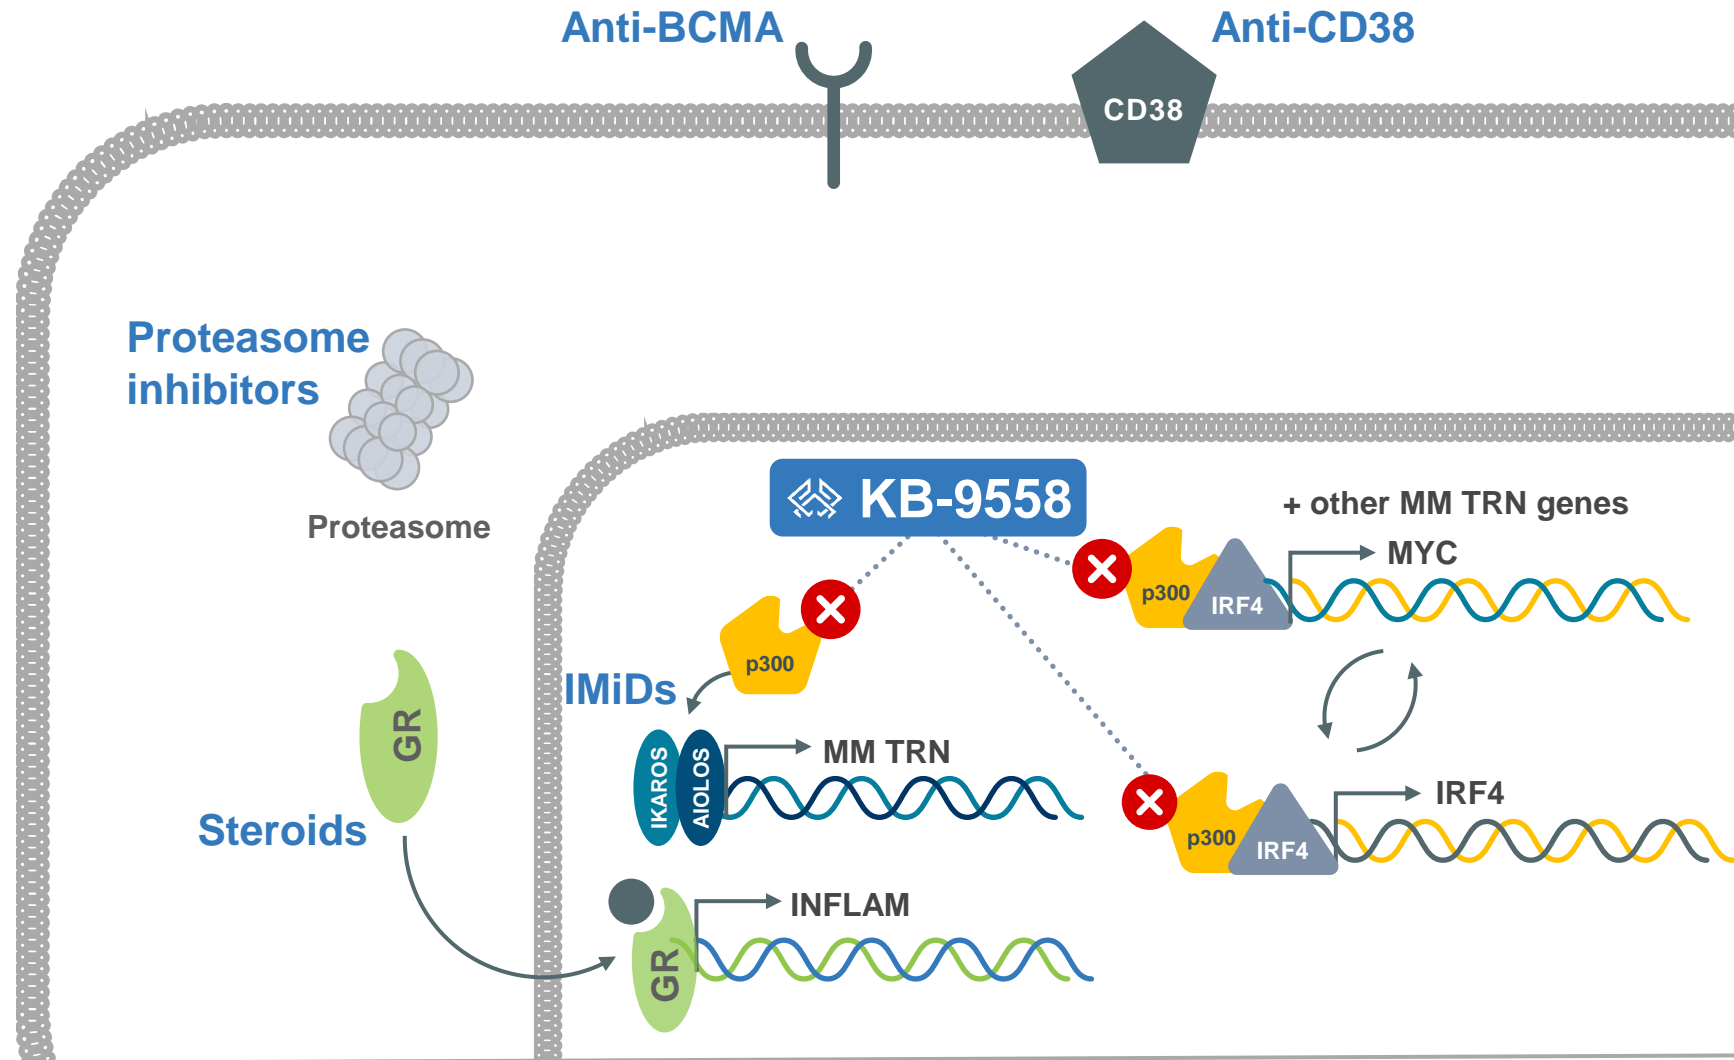 Anti-BCMA
Anti-CD38
CD38
Proteasome
inhibitors
Proteasome
KB-9558
+ other MM TRN genes
MYC
p300
IRF4
p300
IMiDs
IKAROS
AIOLOS
MM TRN
IRF4
p300
IRF4
GR
Steroids
INFLAM
GR